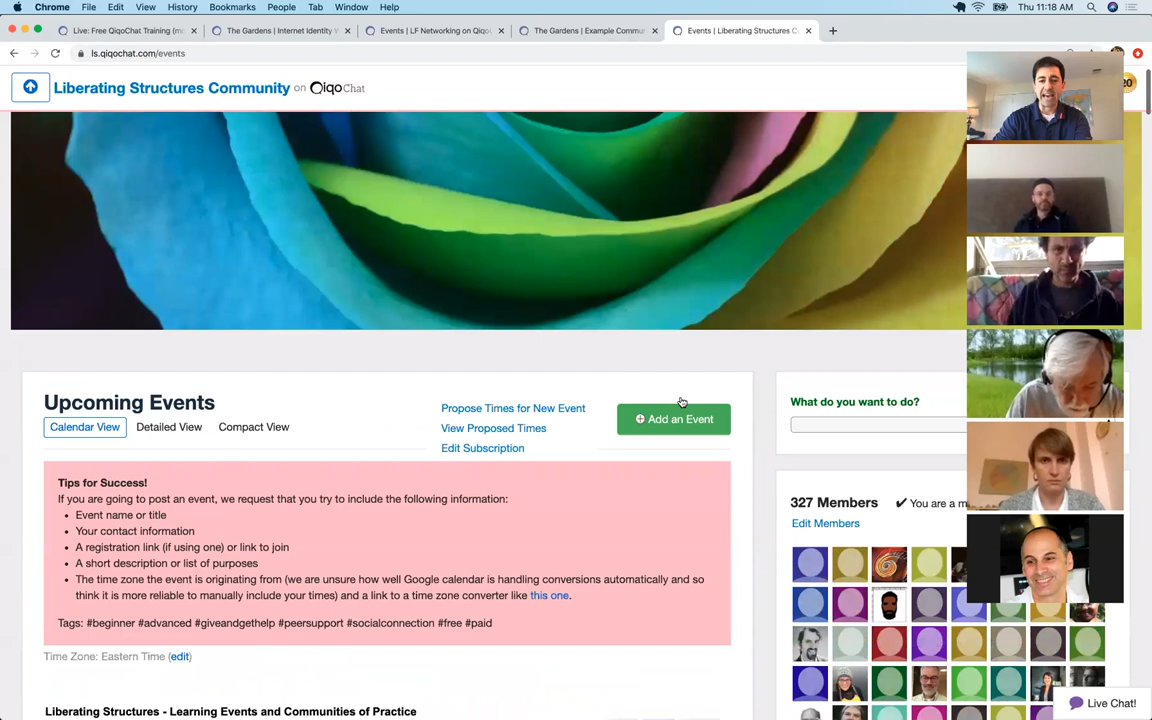 Chrome File Edit View History Bookmarks People Tab Window Help Thu 11:18 AM
Live: Free QiqoChat Training (mo
The Gardens | Internet Identity W
Events | LF Networking on Qiqo
The Gardens | Example Commun
Events | Liberating Structures C
ls.qiqochat.com/events
Liberating Structures Community on QiqoChat
20
Upcoming Events
Calendar View Detailed View Compact View
Propose Times for New Event
View Proposed Times
Edit Subscription
Add an Event
Tips for Success!
If you are going to post an event, we request that you try to include the following information:
• Event name or title
• Your contact information
• A registration link (if using one) or link to join
• A short description or list of purposes
• The time zone the event is originating from (we are unsure how well Google calendar is handling conversions automatically and so
think it is more reliable to manually include your times) and a link to a time zone converter like this one.
Tags: #beginner #advanced #giveandgethelp #peersupport #socialconnection #free #paid
Time Zone: Eastern Time (edit)
Liberating Structures - Learning Events and Communities of Practice
What do you want to do?
327 Members ✔ You are a m
Edit Members
Live Chat!